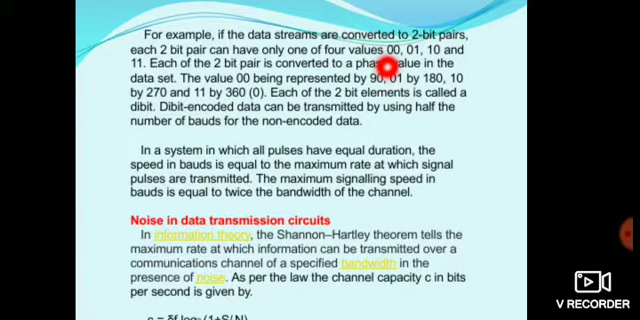 For example, if the data streams are converted to 2-bit pairs,
each 2 bit pair can have only one of four values 00, 01, 10 and
11. Each of the 2 bit pair is converted to a phase value in the
data set. The value 00 being represented by 90, 01 by 180, 10
by 270 and 11 by 360 (0). Each of the 2 bit elements is called a
dibit. Dibit-encoded data can be transmitted by using half the
number of bauds for the non-encoded data.
In a system in which all pulses have equal duration, the
speed in bauds is equal to the maximum rate at which signal
pulses are transmitted. The maximum signalling speed in
bauds is equal to twice the bandwidth of the channel.
Noise in data transmission circuits
In information theory, the Shannon–Hartley theorem tells the
maximum rate at which information can be transmitted over a
communications channel of a specified bandwidth in the
presence of noise. As per the law the channel capacity c in bits
per second is given by.
V RECORDER